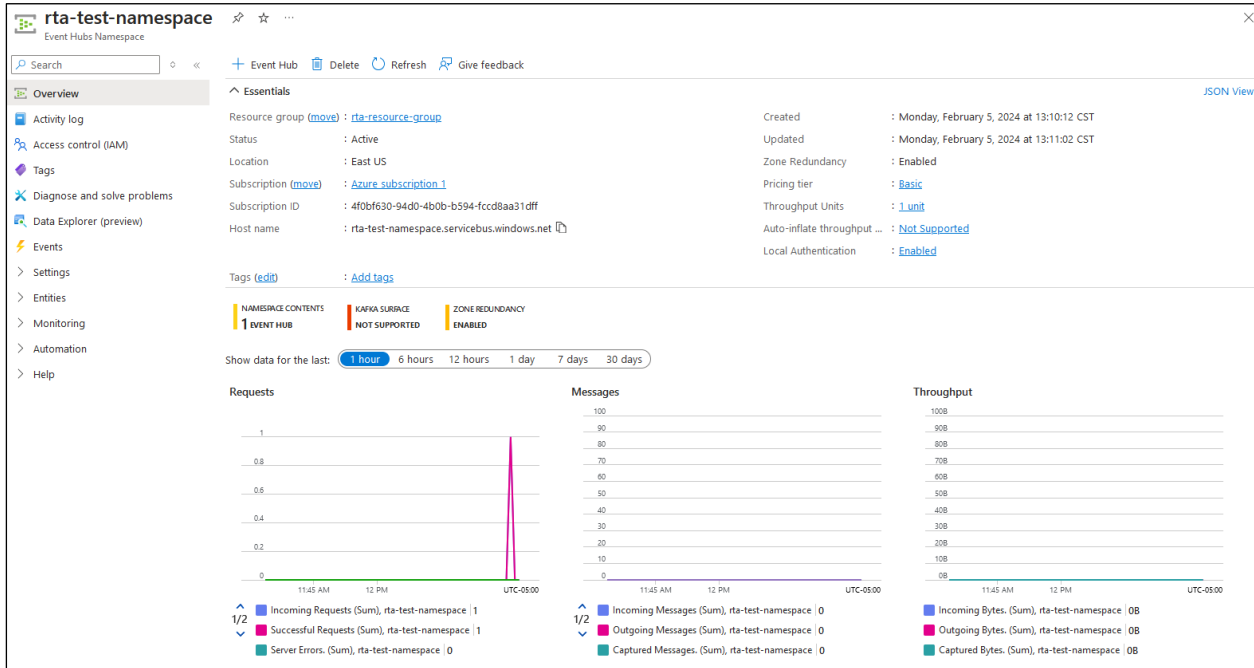 rta-test-namespace
Event Hubs Namespace
Search
Overview
Activity log
Access control (IAM)
Tags
Diagnose and solve problems
Data Explorer (preview)
Events
Settings
Entities
Monitoring
Automation
Help
Event Hub Delete Refresh Give feedback
Essentials JSON View
Resource group (move) : rta-resource-group
Status : Active
Location : East US
Subscription (move) : Azure subscription 1
Subscription ID : 4f0bf630-94d0-4b0b-b594-fccd8aa31dff
Host name : rta-test-namespace.servicebus.windows.net
Tags (edit) : Add tags
Created : Monday, February 5, 2024 at 13:10:12 CST
Updated : Monday, February 5, 2024 at 13:11:02 CST
Zone Redundancy : Enabled
Pricing tier : Basic
Throughput Units : 1 unit
Auto-inflate throughput ... : Not Supported
Local Authentication : Enabled
NAMESPACE CONTENTS
1 EVENT HUB
KAFKA SURFACE
NOT SUPPORTED
ZONE REDUNDANCY
ENABLED
Show data for the last: 1 hour 6 hours 12 hours 1 day 7 days 30 days
Requests
1
0.8
0.6
0.4
0.2
0
11:45 AM 12 PM UTC-05:00
1/2
Incoming Requests (Sum), rta-test-namespace | 1
Successful Requests (Sum), rta-test-namespace | 1
Server Errors. (Sum), rta-test-namespace | 0
Messages
100
90
80
70
60
50
40
30
20
10
0
11:45 AM 12 PM UTC-05:00
1/2
Incoming Messages (Sum), rta-test-namespace | 0
Outgoing Messages (Sum), rta-test-namespace | 0
Captured Messages. (Sum), rta-test-namespace | 0
Throughput
100B
90B
80B
70B
60B
50B
40B
30B
20B
10B
0B
11:45 AM 12 PM UTC-05:00
Incoming Bytes. (Sum), rta-test-namespace | 0B
Outgoing Bytes. (Sum), rta-test-namespace | 0B
Captured Bytes. (Sum), rta-test-namespace | 0B